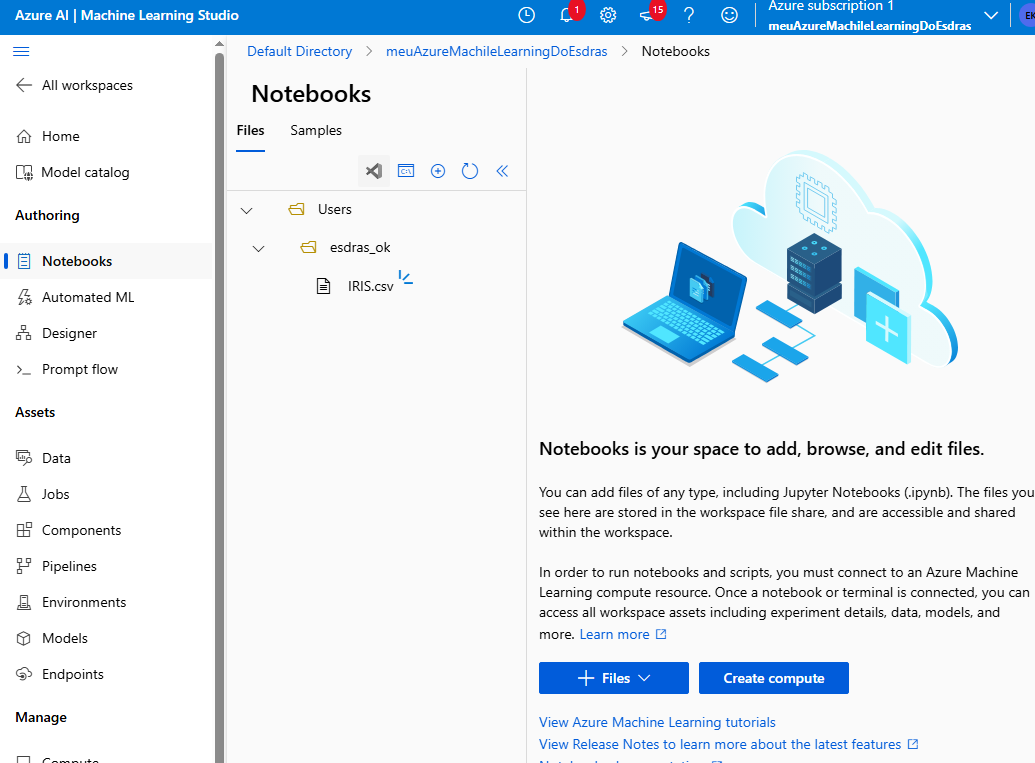 Azure AI | Machine Learning Studio
1
15
Azure subscription 1
meuAzureMachileLearningDoEsdras
All workspaces
Home
Model catalog
Authoring
Notebooks
Automated ML
Designer
Prompt flow
Assets
Data
Jobs
Components
Pipelines
Environments
Models
Endpoints
Manage
Compute
Default Directory > meuAzureMachileLearningDoEsdras > Notebooks
Notebooks
Files Samples
Users
esdras_ok
IRIS.csv
Notebooks is your space to add, browse, and edit files.
You can add files of any type, including Jupyter Notebooks (.ipynb). The files you
see here are stored in the workspace file share, and are accessible and shared
within the workspace.
In order to run notebooks and scripts, you must connect to an Azure Machine
Learning compute resource. Once a notebook or terminal is connected, you can
access all workspace assets including experiment details, data, models, and
more. Learn more
Files
Create compute
View Azure Machine Learning tutorials
View Release Notes to learn more about the latest features